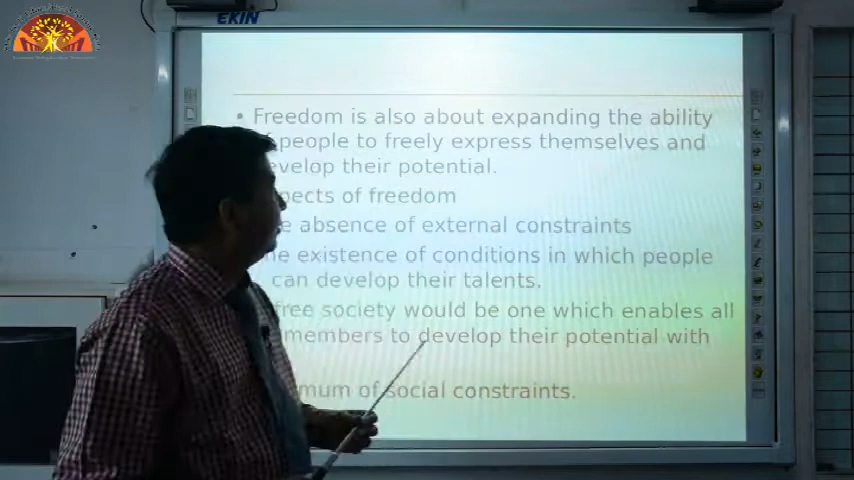 EKIN
• Freedom is also about expanding the ability
people to freely express themselves and
evelop their potential.
pects of freedom
e absence of external constraints
he existence of conditions in which people
can develop their talents.
free society would be one which enables all
members to develop their potential with
mum of social constraints.